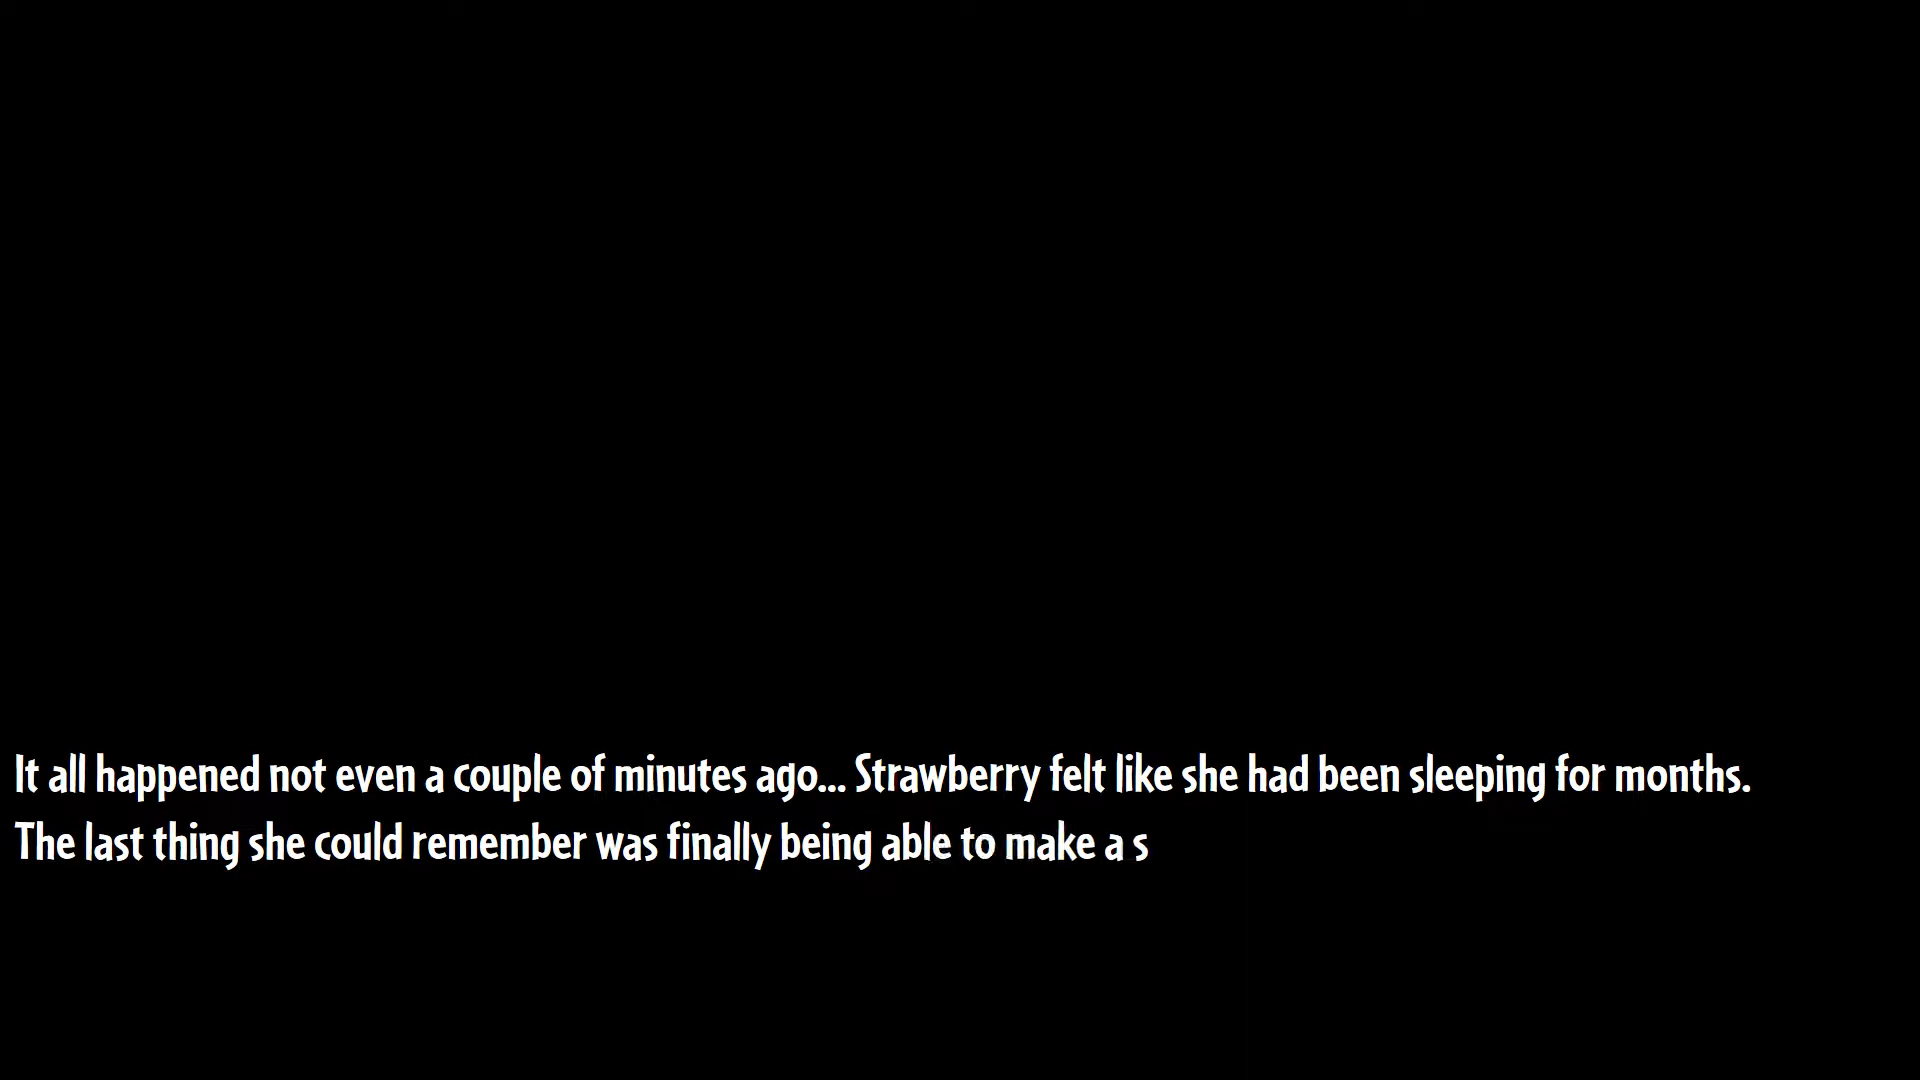 It all happened not even a couple of minutes ago... Strawberry felt like she had been sleeping for months.
The last thing she could remember was finally being able to make a s